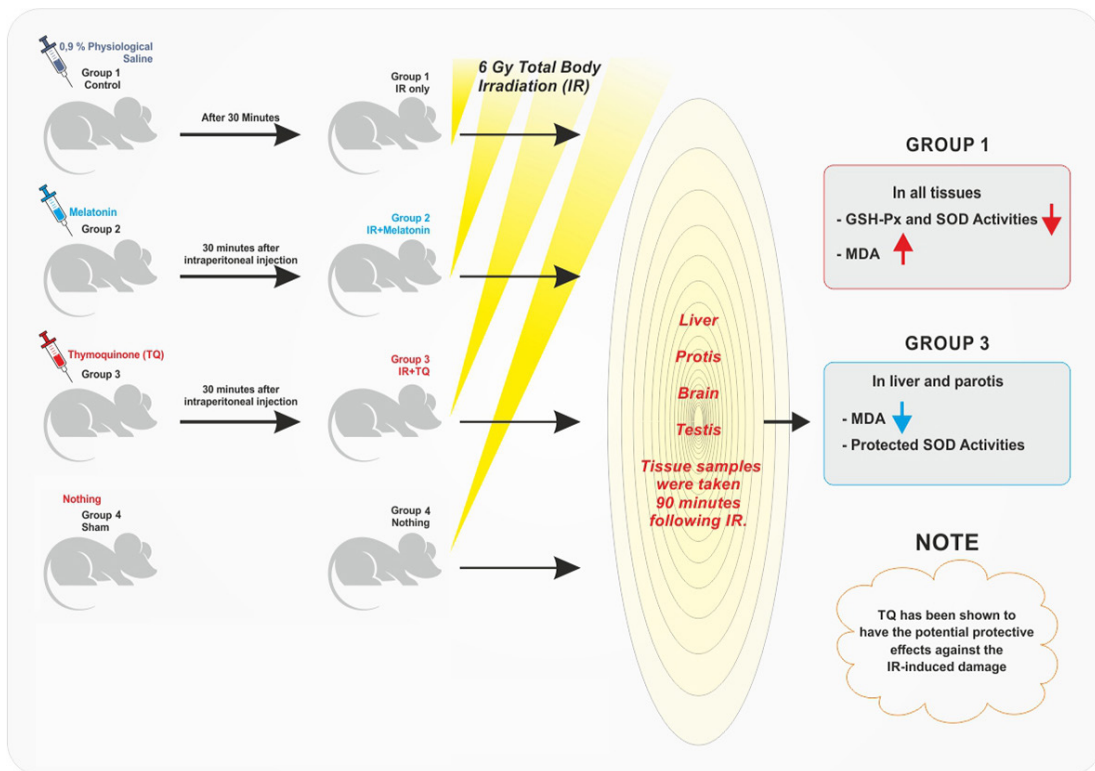 0,9 % Physiological
Saline
Group 1
Control
After 30 Minutes
Group 1
IR only
6 Gy Total Body
Irradiation (IR)
Melatonin
Group 2
30 minutes after
intraperitoneal injection
Group 2
IR+Melatonin
Thymoquinone (TQ)
Group 3
30 minutes after
intraperitoneal injection
Group 3
IR+TQ
Nothing
Group 4
Sham
Group 4
Nothing
Liver
Protis
Brain
Testis
Tissue samples
were taken
90 minutes
following IR.
GROUP 1
In all tissues
- GSH-Px and SOD Activities
- MDA
GROUP 3
In liver and parotis
- MDA
- Protected SOD Activities
NOTE
TQ has been shown to
have the potential protective
effects against the
IR-induced damage